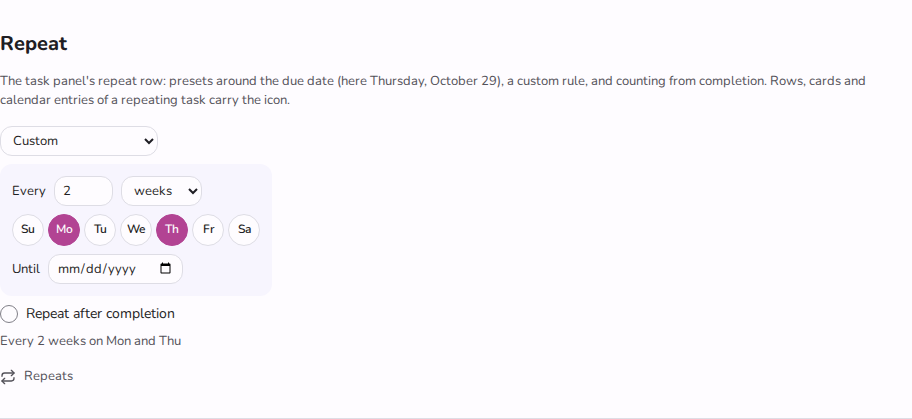 Repeat
The task panel's repeat row: presets around the due date (here Thursday, October 29), a custom rule, and counting from completion. Rows, cards and
calendar entries of a repeating task carry the icon.
Custom
Every 2 weeks
Su Mo Tu We Th Fr Sa
Until mm/dd/yyyy
Repeat after completion
Every 2 weeks on Mon and Thu
Repeats